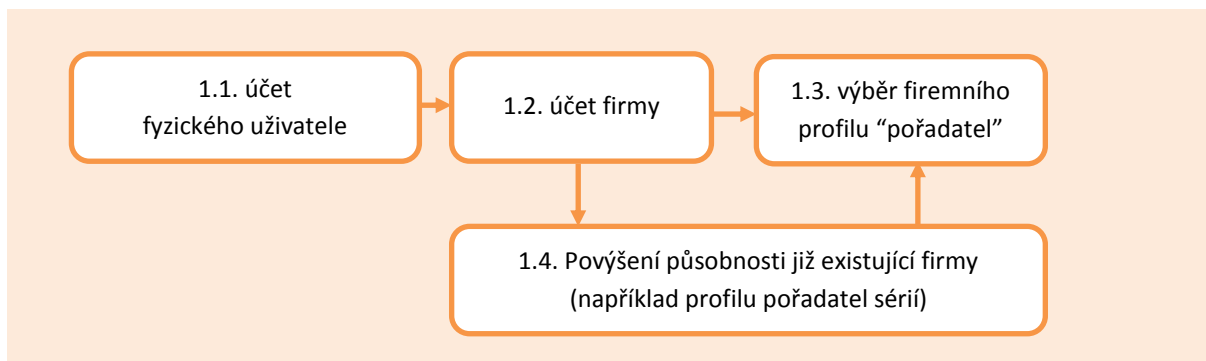 1.1. účet
fyzického uživatele
1.2. účet firmy
1.3. výběr firemního
profilu “pořadatel”
1.4. Povýšení působnosti již existující firmy
(například profilu pořadatel sérií)